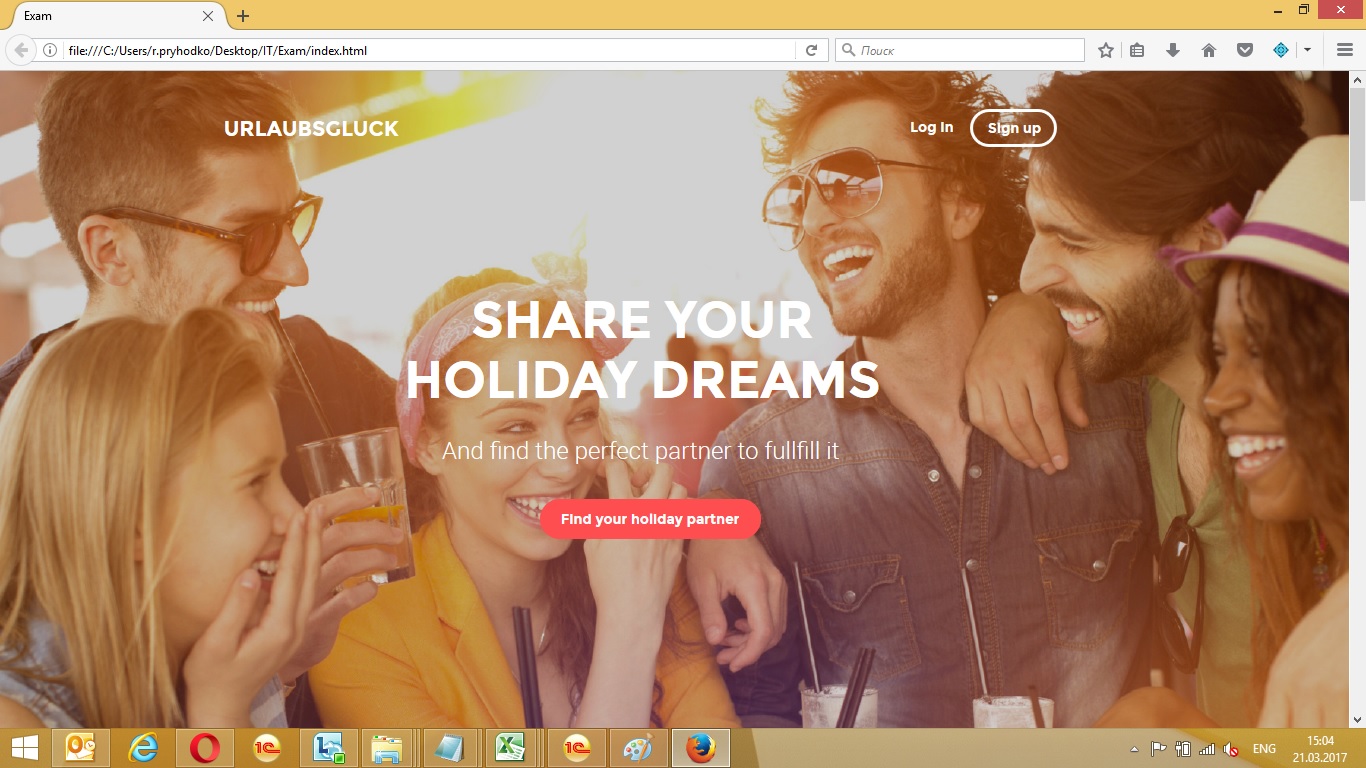 Exam
file:///C:/Users/r.pryhodko/Desktop/IT/Exam/index.html
Поиск
URLAUBSGLUCK
Log In
Sign up
SHARE YOUR
HOLIDAY DREAMS
And find the perfect partner to fullfill it
Find your holiday partner
ENG
15:04
21.03.2017